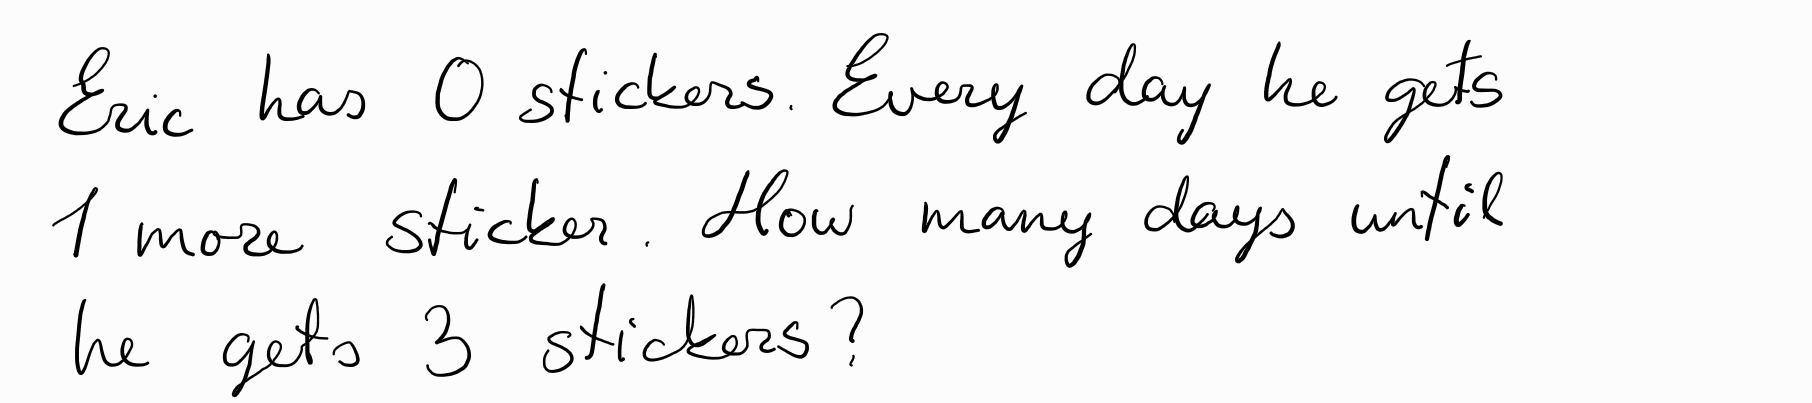 Eric has 0 stickers. Every day he gets
1 more sticker. How many days until
he gets 3 stickers?